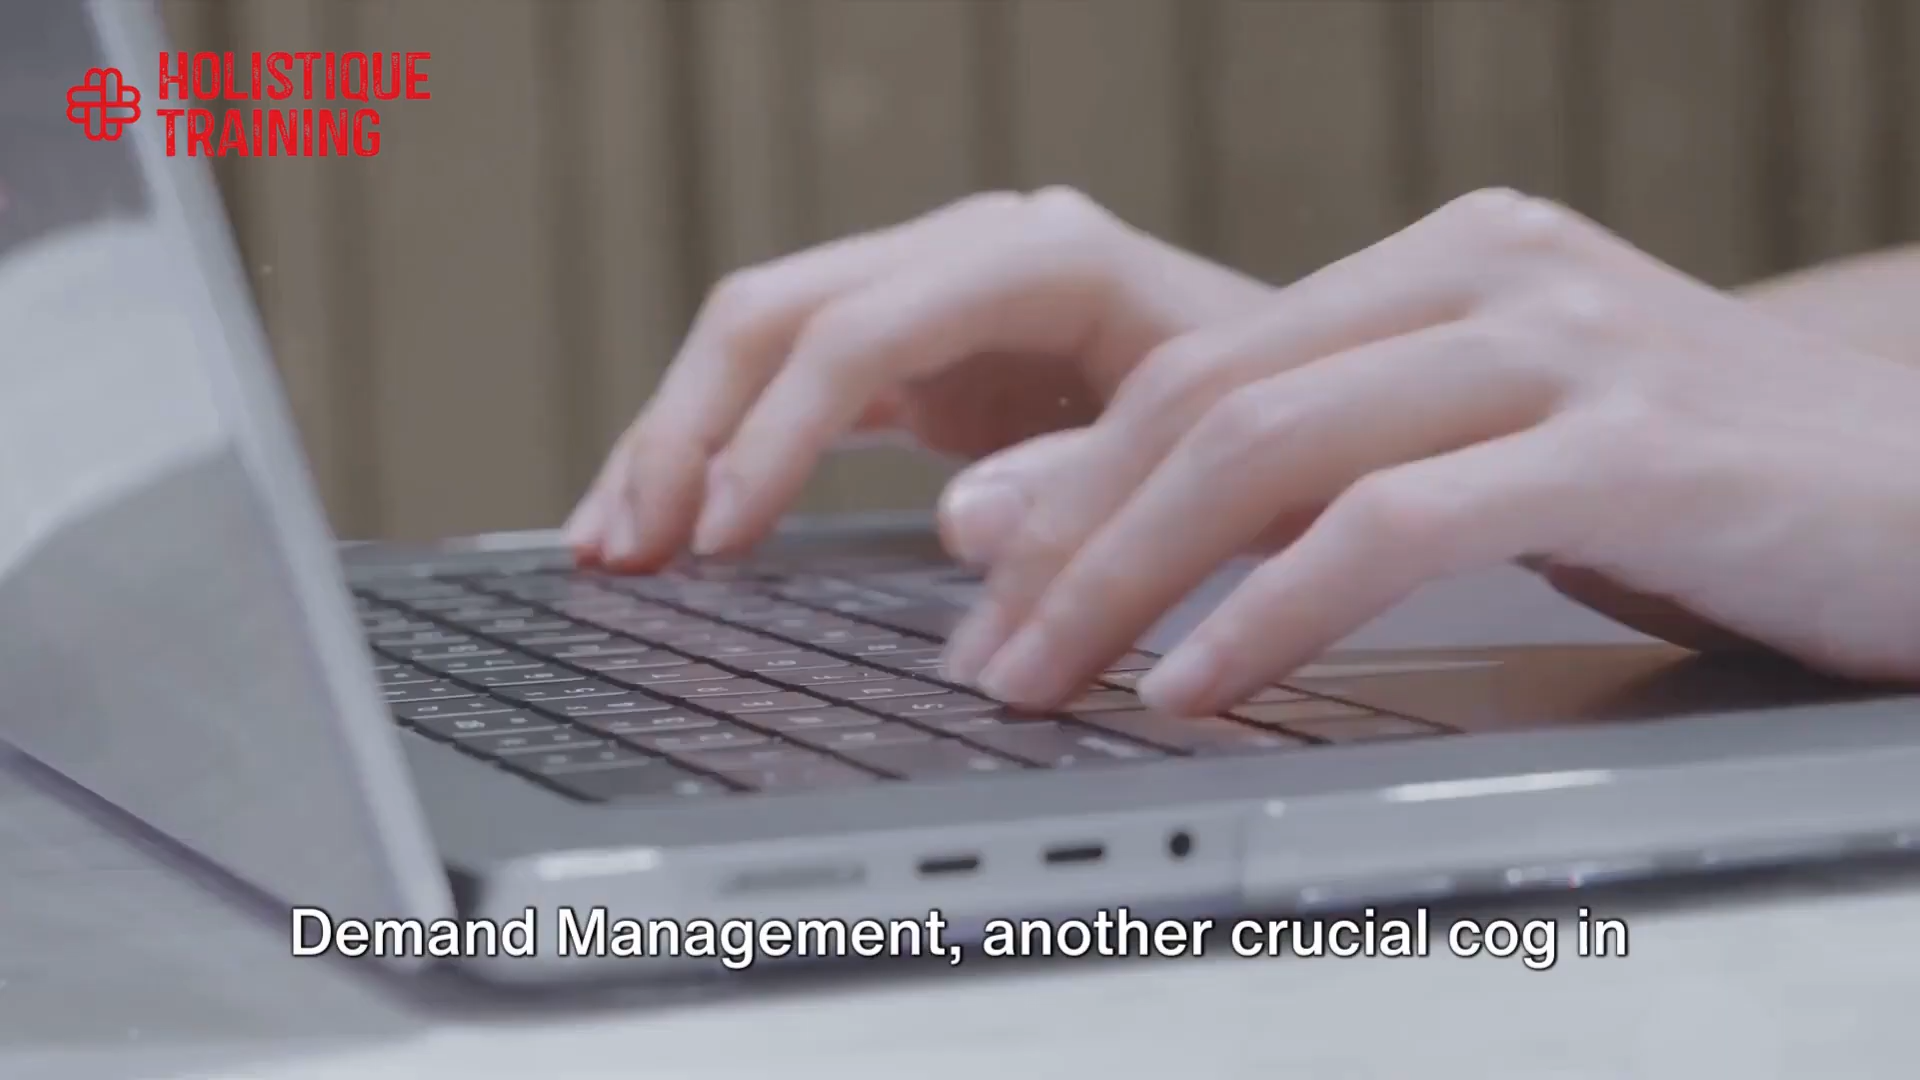 HOLISTIQUE
TRAINING
Demand Management, another crucial cog in